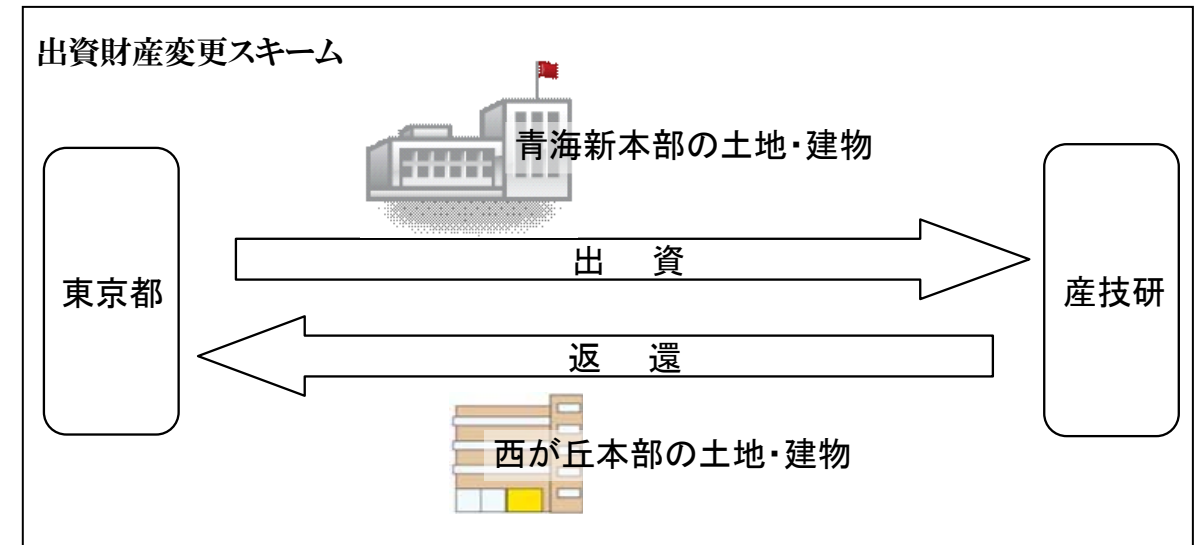 出資財産変更スキーム
青海新本部の土地・建物
出 資
東京都
産技研
返 還
西が丘本部の土地・建物